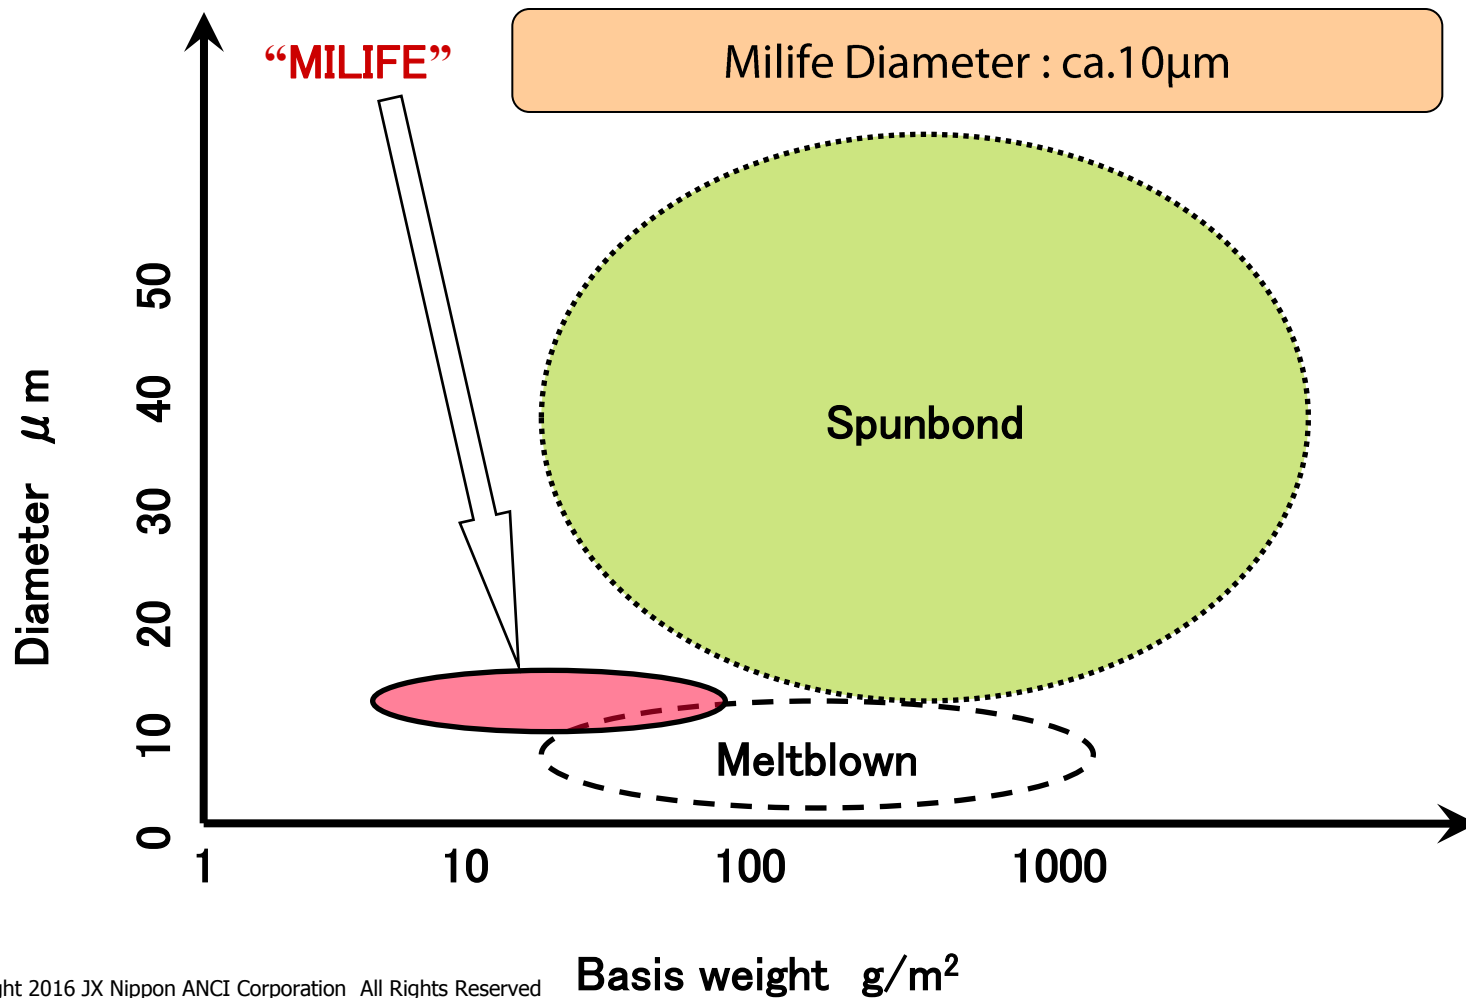 “MILIFE”
Milife Diameter : ca.10μm
50
40
30
20
10
0
Diameter μm
Spunbond
Meltblown
1 10 100 1000
Basis weight g/m²
ght 2016 JX Nippon ANCI Corporation All Rights Reserved